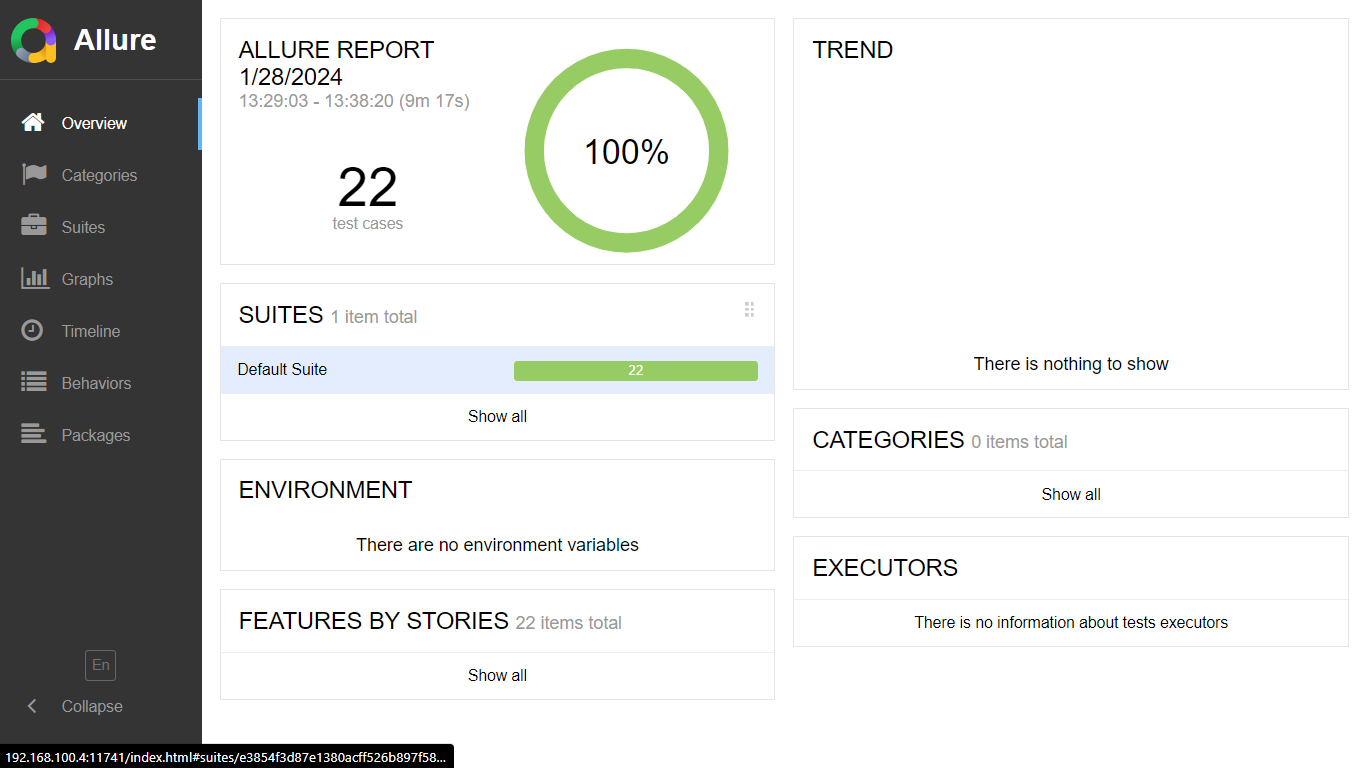 Allure
Overview
Categories
Suites
Graphs
Timeline
Behaviors
Packages
En
Collapse
ALLURE REPORT
1/28/2024
13:29:03 - 13:38:20 (9m 17s)
22
test cases
100%
SUITES 1 item total
Default Suite 22
Show all
ENVIRONMENT
There are no environment variables
FEATURES BY STORIES 22 items total
Show all
TREND
There is nothing to show
CATEGORIES 0 items total
Show all
EXECUTORS
There is no information about tests executors
192.168.100.4:11741/index.html#suites/e3854f3d87e1380acff526b897f58...